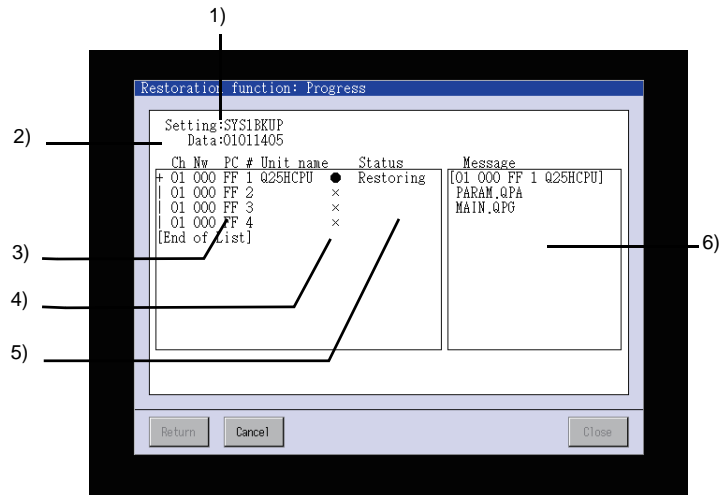 1)
Restoration function: Progress
Setting:SYS1BKUP
2)
Data:01011405
Ch Nw PC # Unit name Status Message
+ 01 000 FF 1 Q25HCPU ● Restoring [01 000 FF 1 Q25HCPU]
| 01 000 FF 2 × PARAM.QPA
| 01 000 FF 3 × MAIN.QPG
| 01 000 FF 4 ×
[End of List]
3)
6)
4)
5)
Return Cancel Close